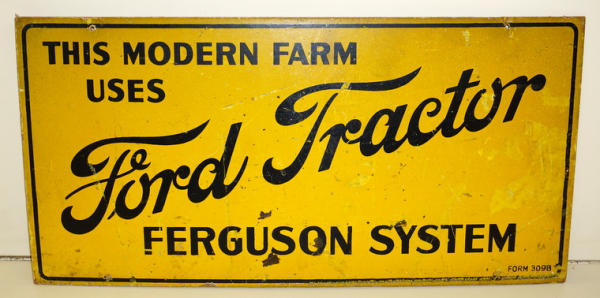 THIS MODERN FARM
USES
Ford Tractor
FERGUSON SYSTEM
FORM 309B